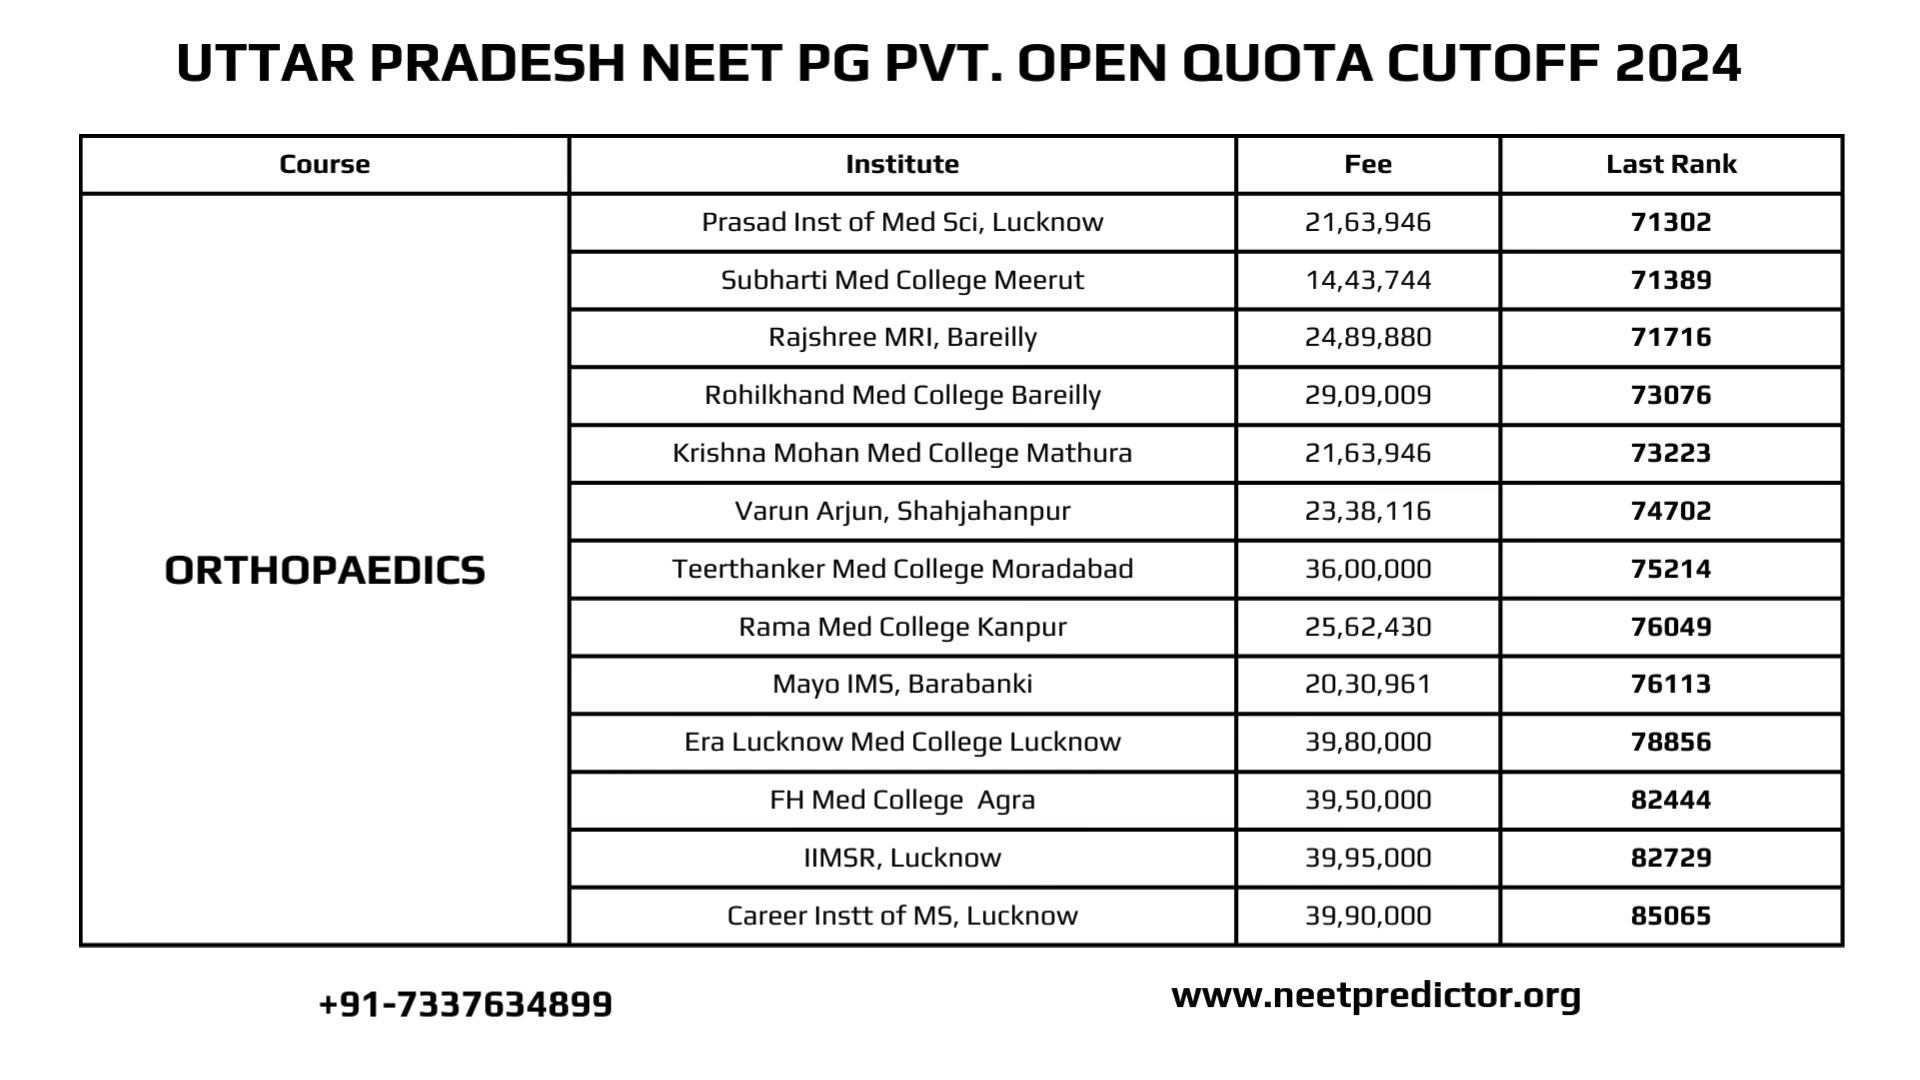 UTTAR PRADESH NEET PG PVT. OPEN QUOTA CUTOFF 2024
Course Institute Fee Last Rank
Prasad Inst of Med Sci, Lucknow 21,63,946 71302
Subharti Med College Meerut 14,43,744 71389
Rajshree MRI, Bareilly 24,89,880 71716
Rohilkhand Med College Bareilly 29,09,009 73076
Krishna Mohan Med College Mathura 21,63,946 73223
Varun Arjun, Shahjahanpur 23,38,116 74702
ORTHOPAEDICS Teerthanker Med College Moradabad 36,00,000 75214
Rama Med College Kanpur 25,62,430 76049
Mayo IMS, Barabanki 20,30,961 76113
Era Lucknow Med College Lucknow 39,80,000 78856
FH Med College Agra 39,50,000 82444
IIMSR, Lucknow 39,95,000 82729
Career Instt of MS, Lucknow 39,90,000 85065
+91-7337634899 www.neetpredictor.org